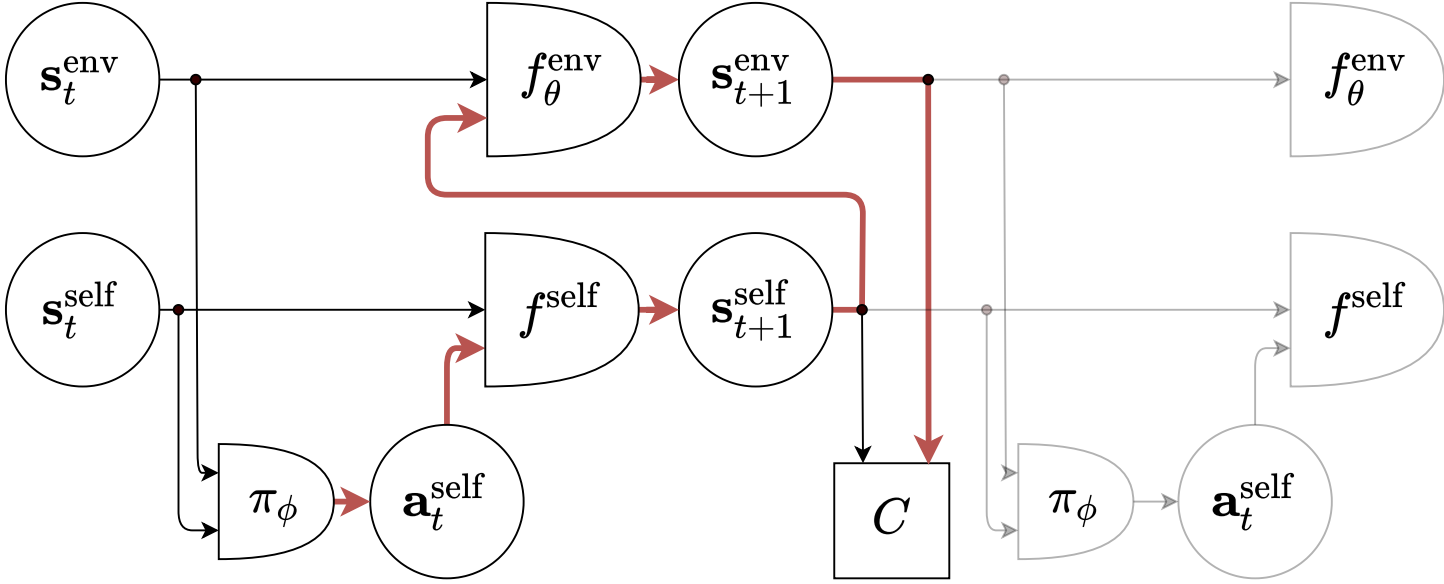 s_t^env
f_θ^env
s_{t+1}^env
f_θ^env
s_t^self
f^self
s_{t+1}^self
f^self
π_ϕ
a_t^self
C
π_ϕ
a_t^self